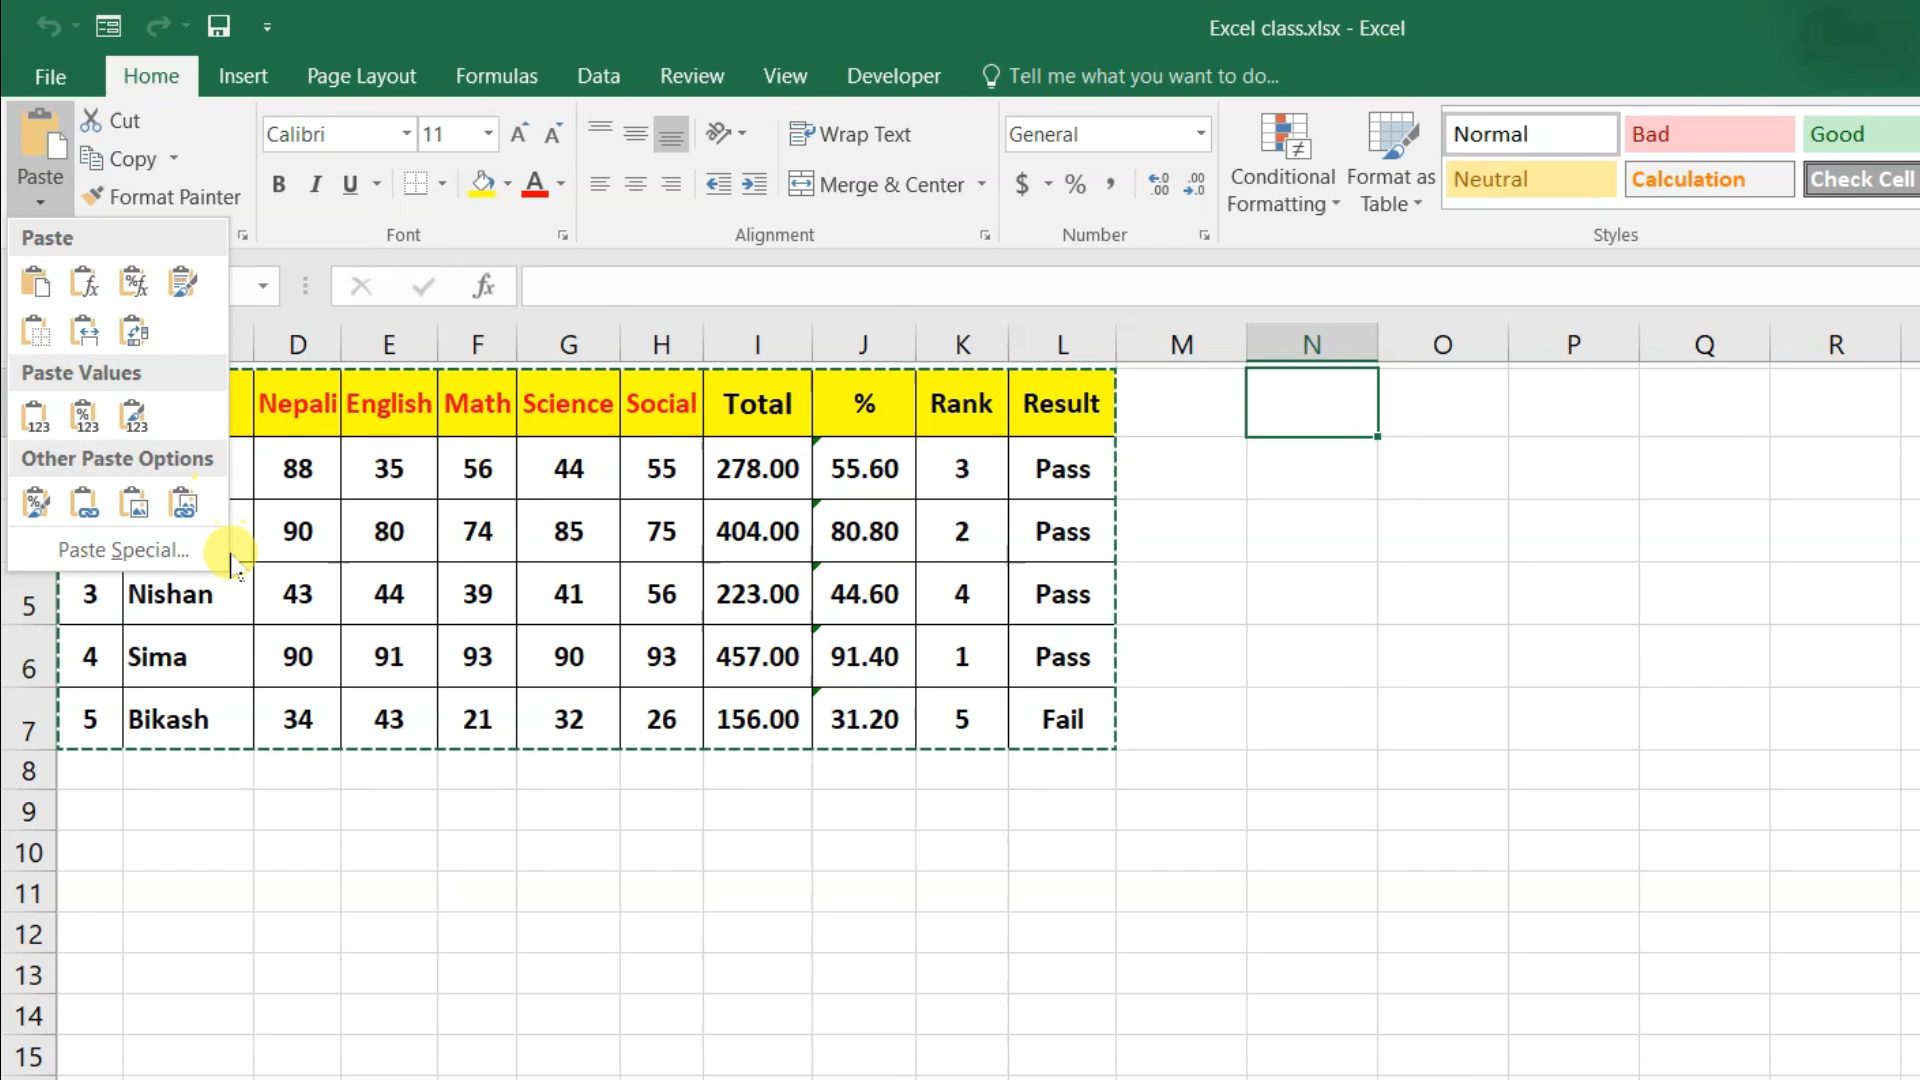 Excel class.xlsx - Excel
File Home Insert Page Layout Formulas Data Review View Developer Tell me what you want to do...
Paste
Cut
Copy
Format Painter
Calibri 11
B I U
Wrap Text
Merge & Center
General
$ % ,
Conditional Formatting
Format as Table
Normal Bad Good
Neutral Calculation Check Cell
Font Alignment Number Styles
Paste
Paste Values
Other Paste Options
Paste Special...
fx
D E F G H I J K L M N O P Q R
Nepali English Math Science Social Total % Rank Result
88 35 56 44 55 278.00 55.60 3 Pass
90 80 74 85 75 404.00 80.80 2 Pass
5 3 Nishan 43 44 39 41 56 223.00 44.60 4 Pass
6 4 Sima 90 91 93 90 93 457.00 91.40 1 Pass
7 5 Bikash 34 43 21 32 26 156.00 31.20 5 Fail
8
9
10
11
12
13
14
15